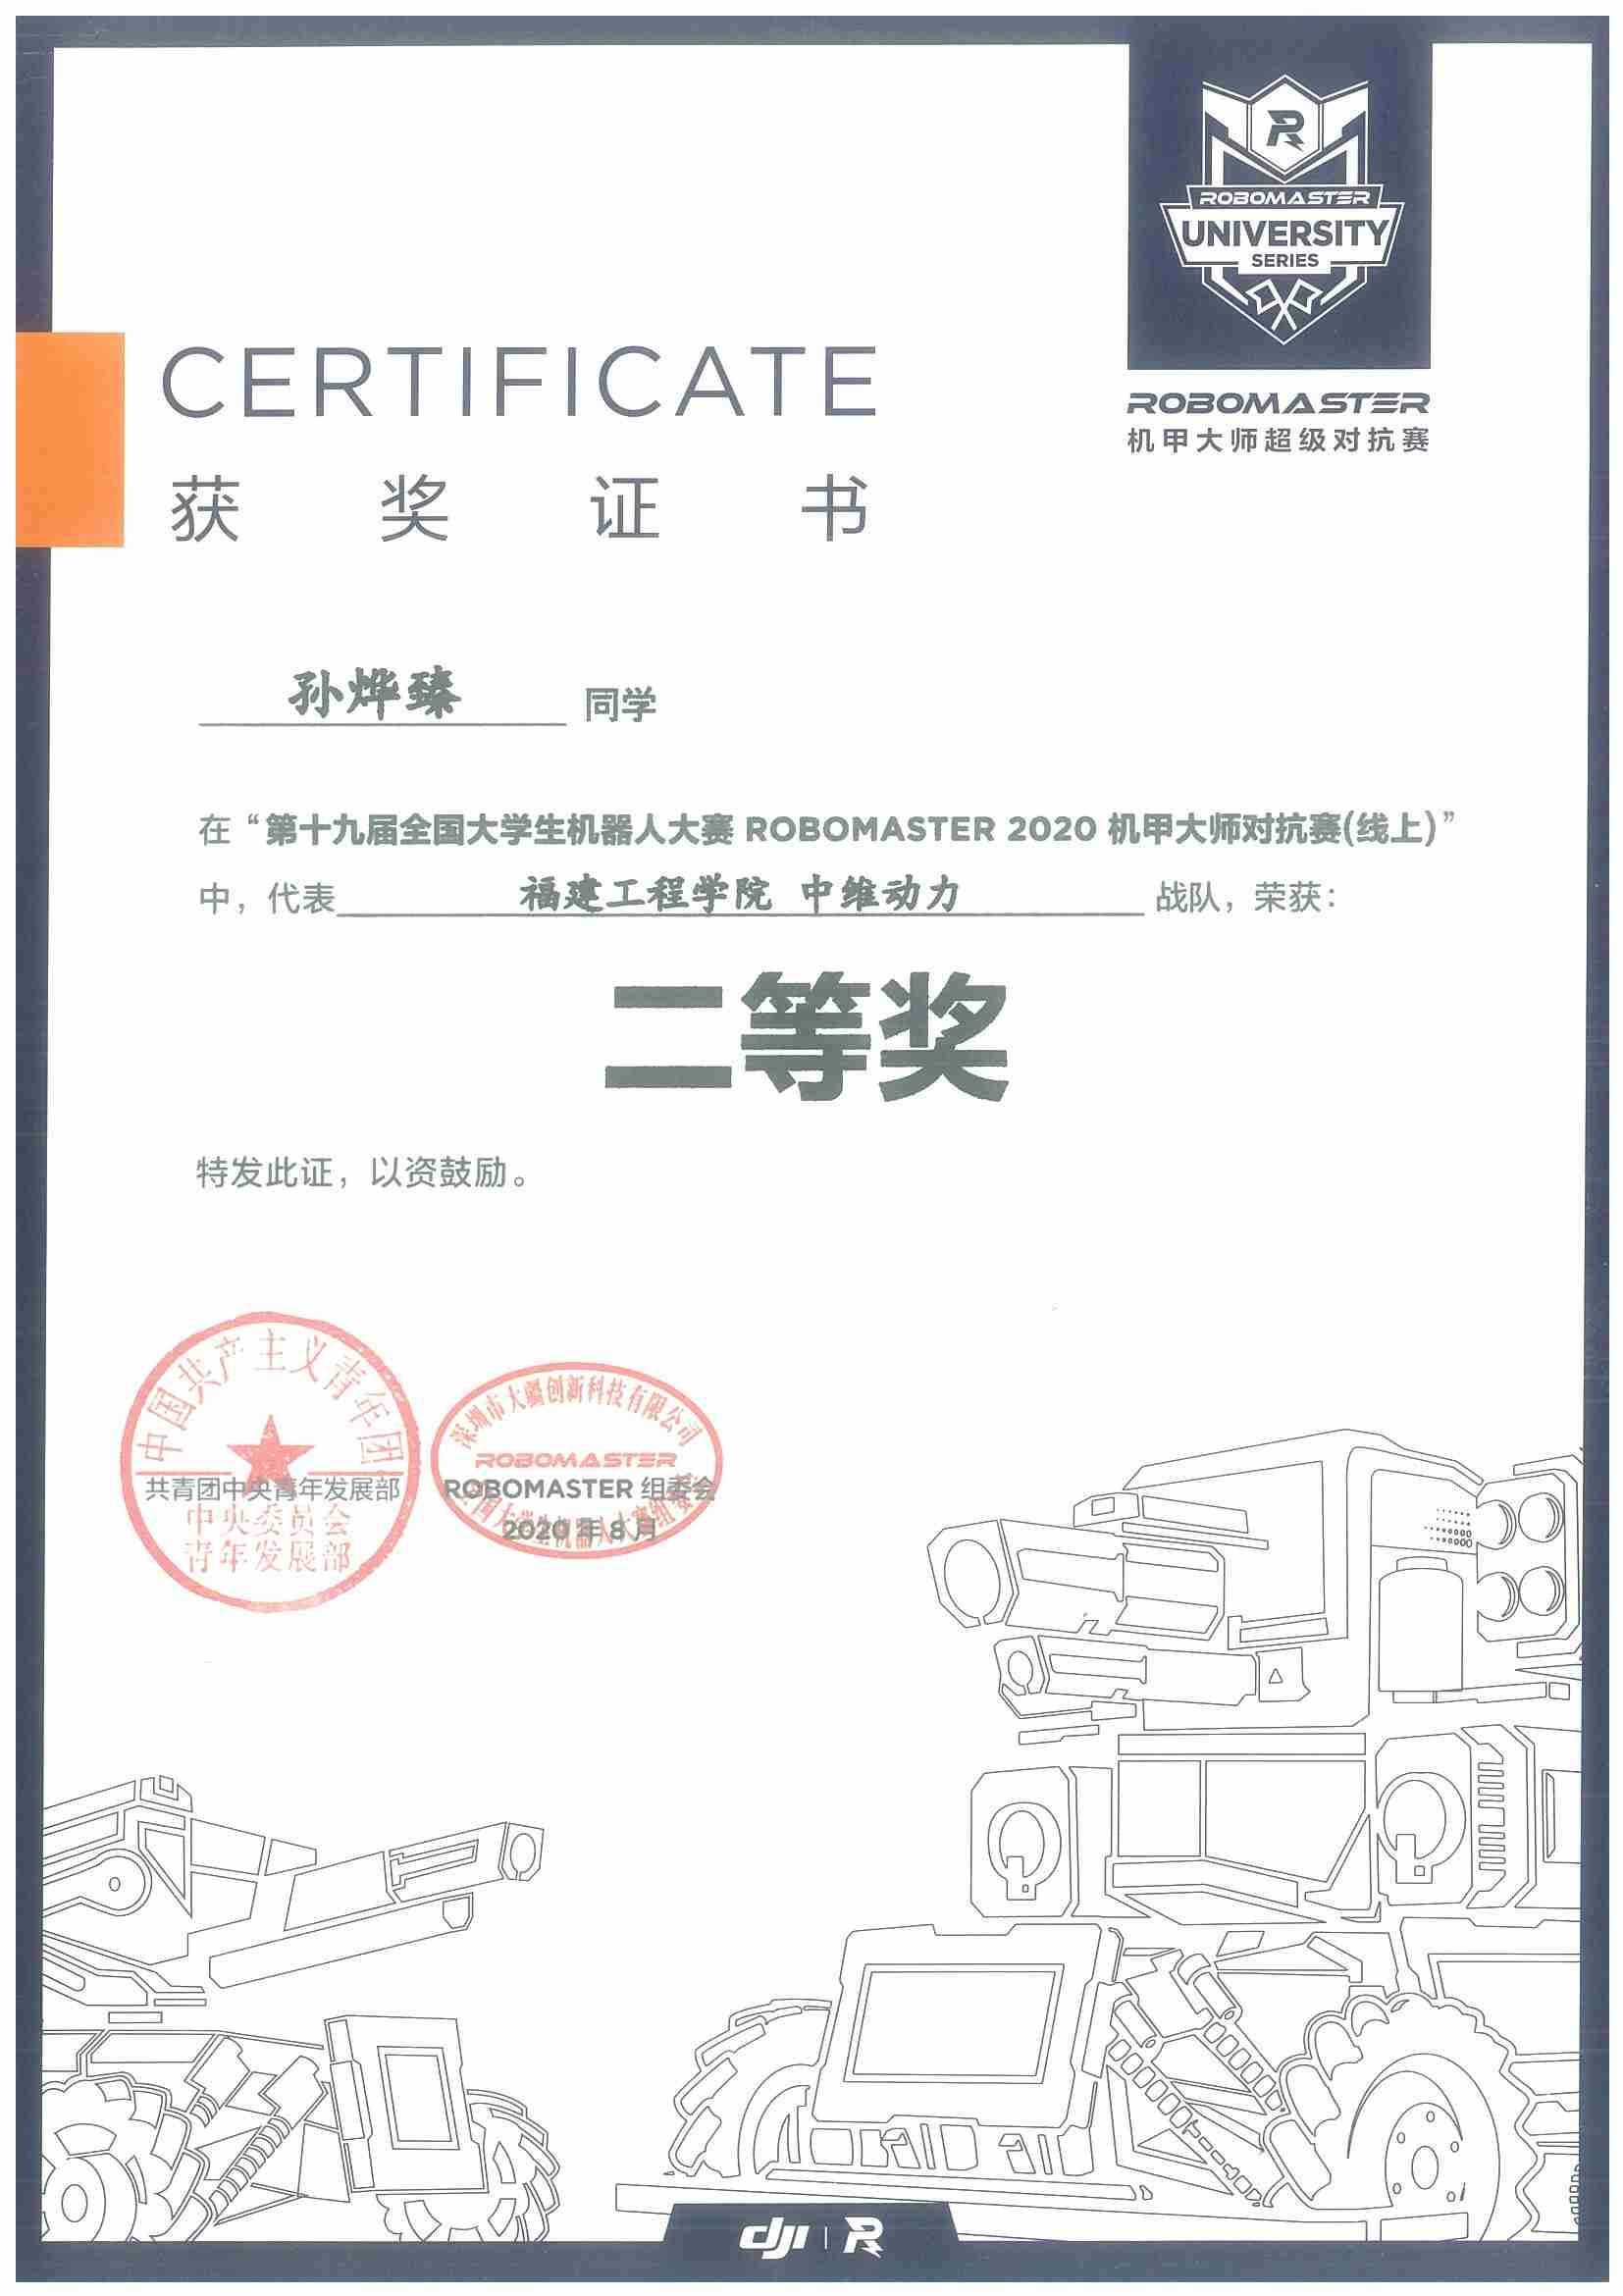 R
ROBOMASTER
UNIVERSITY
SERIES
ROBOMASTER
机甲大师超级对抗赛
CERTIFICATE
获奖证书
孙烨臻 同学
在“第十九届全国大学生机器人大赛 ROBOMASTER 2020 机甲大师对抗赛(线上)”
中，代表 福建工程学院 中维动力 战队，荣获：
二等奖
特发此证，以资鼓励。
中国共产主义青年团
共青团中央青年发展部
中央委员会
青年发展部
深圳市大疆创新科技有限公司
ROBOMASTER
ROBOMASTER 组委会
全国大学生机器人大赛组委会
2020 年 8 月
dji R